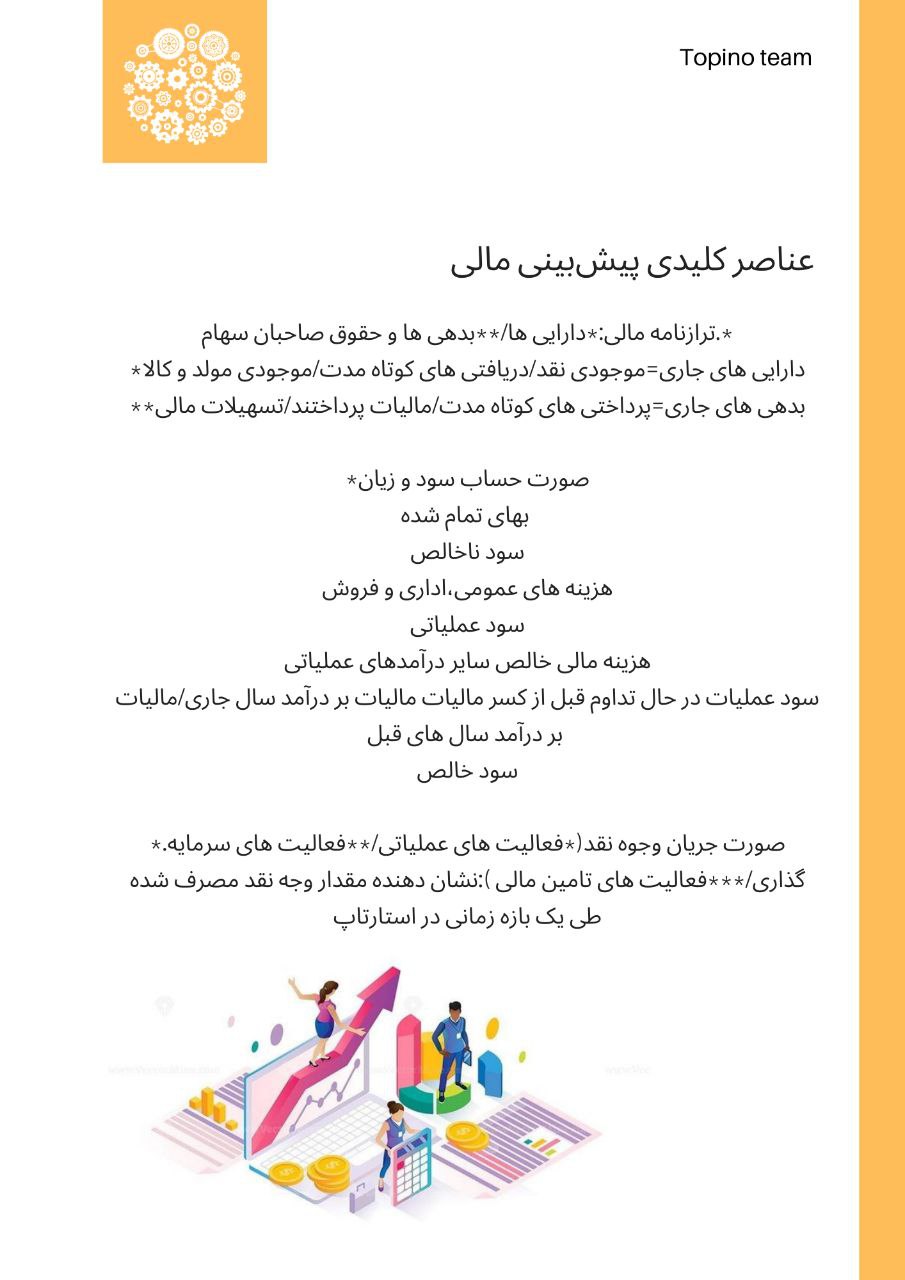 Topino team
عناصر کلیدی پیش‌بینی مالی
*.ترازنامه مالی:*دارایی ها/**بدهی ها و حقوق صاحبان سهام
دارایی های جاری=موجودی نقد/دریافتی های کوتاه مدت/موجودی مولد و کالا*
بدهی های جاری=پرداختی های کوتاه مدت/مالیات پرداختند/تسهیلات مالی**
صورت حساب سود و زیان*
بهای تمام شده
سود ناخالص
هزینه های عمومی،اداری و فروش
سود عملیاتی
هزینه مالی خالص سایر درآمدهای عملیاتی
سود عملیات در حال تداوم قبل از کسر مالیات مالیات بر درآمد سال جاری/مالیات
بر درآمد سال های قبل
سود خالص
صورت جریان وجوه نقد(*فعالیت های عملیاتی/**فعالیت های سرمایه.*
گذاری/***فعالیت های تامین مالی ):نشان دهنده مقدار وجه نقد مصرف شده
طی یک بازه زمانی در استارتاپ